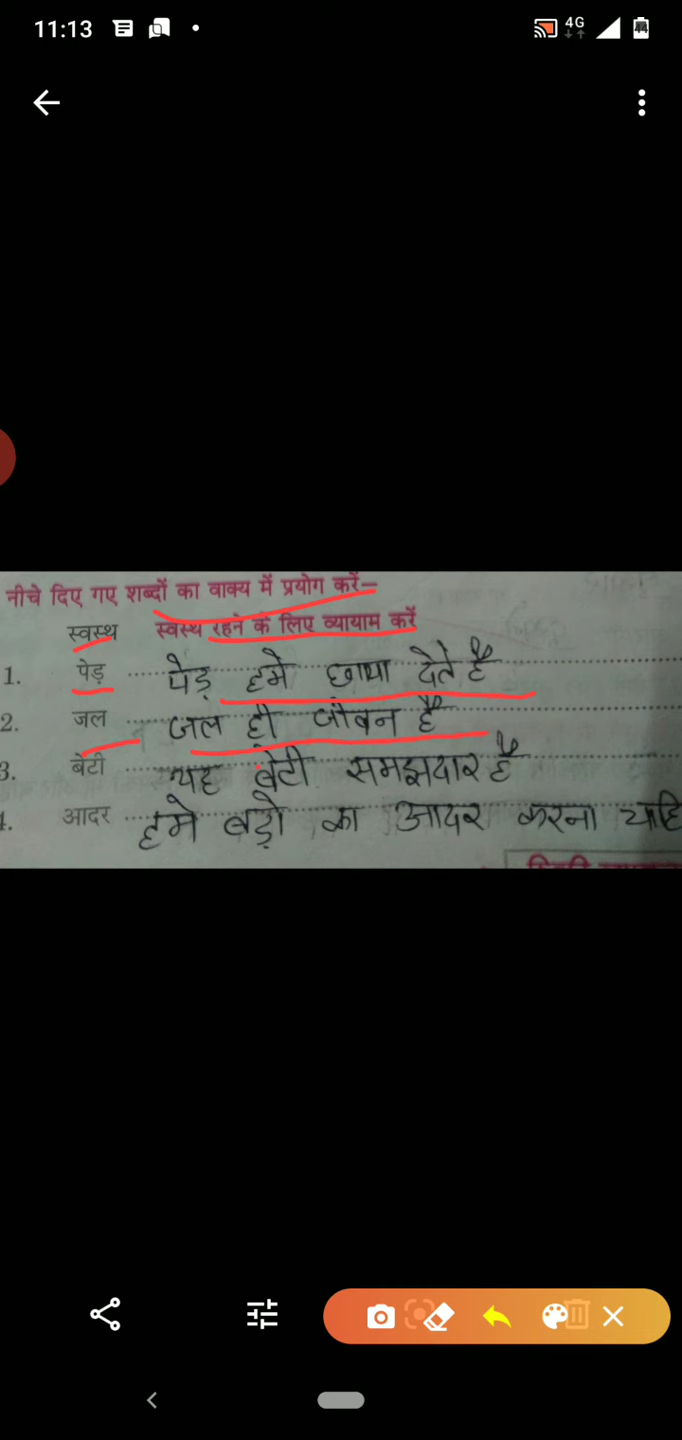 11:13
4G
नीचे दिए गए शब्दों का वाक्य में प्रयोग करें–
स्वस्थ स्वस्थ रहने के लिए व्यायाम करें
1. पेड़ पेड़ हमे छाया देते है
2. जल जल ही जीवन है
3. बेटी यह बेटी समझदार है
4. आदर हमे बड़ो का आदर करना चाहि